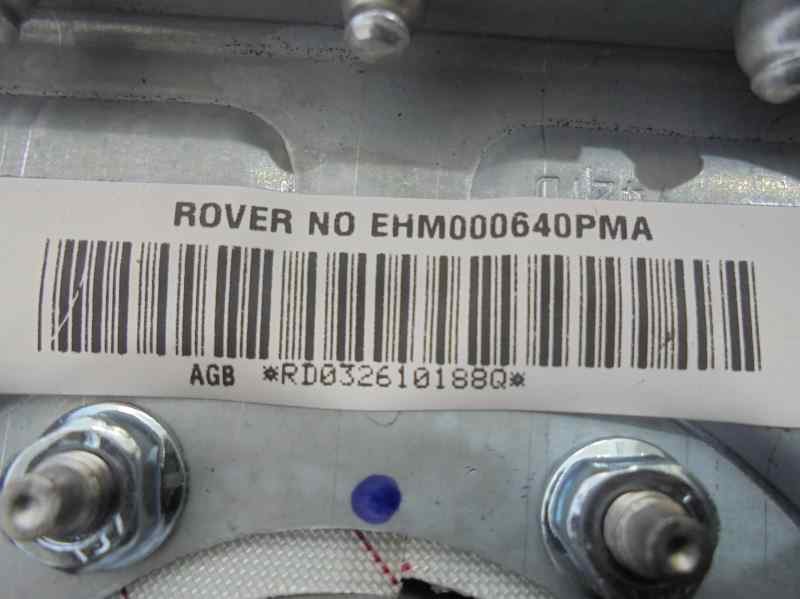 ROVER NO EHM000640PMA
AGB *RD032610188Q*